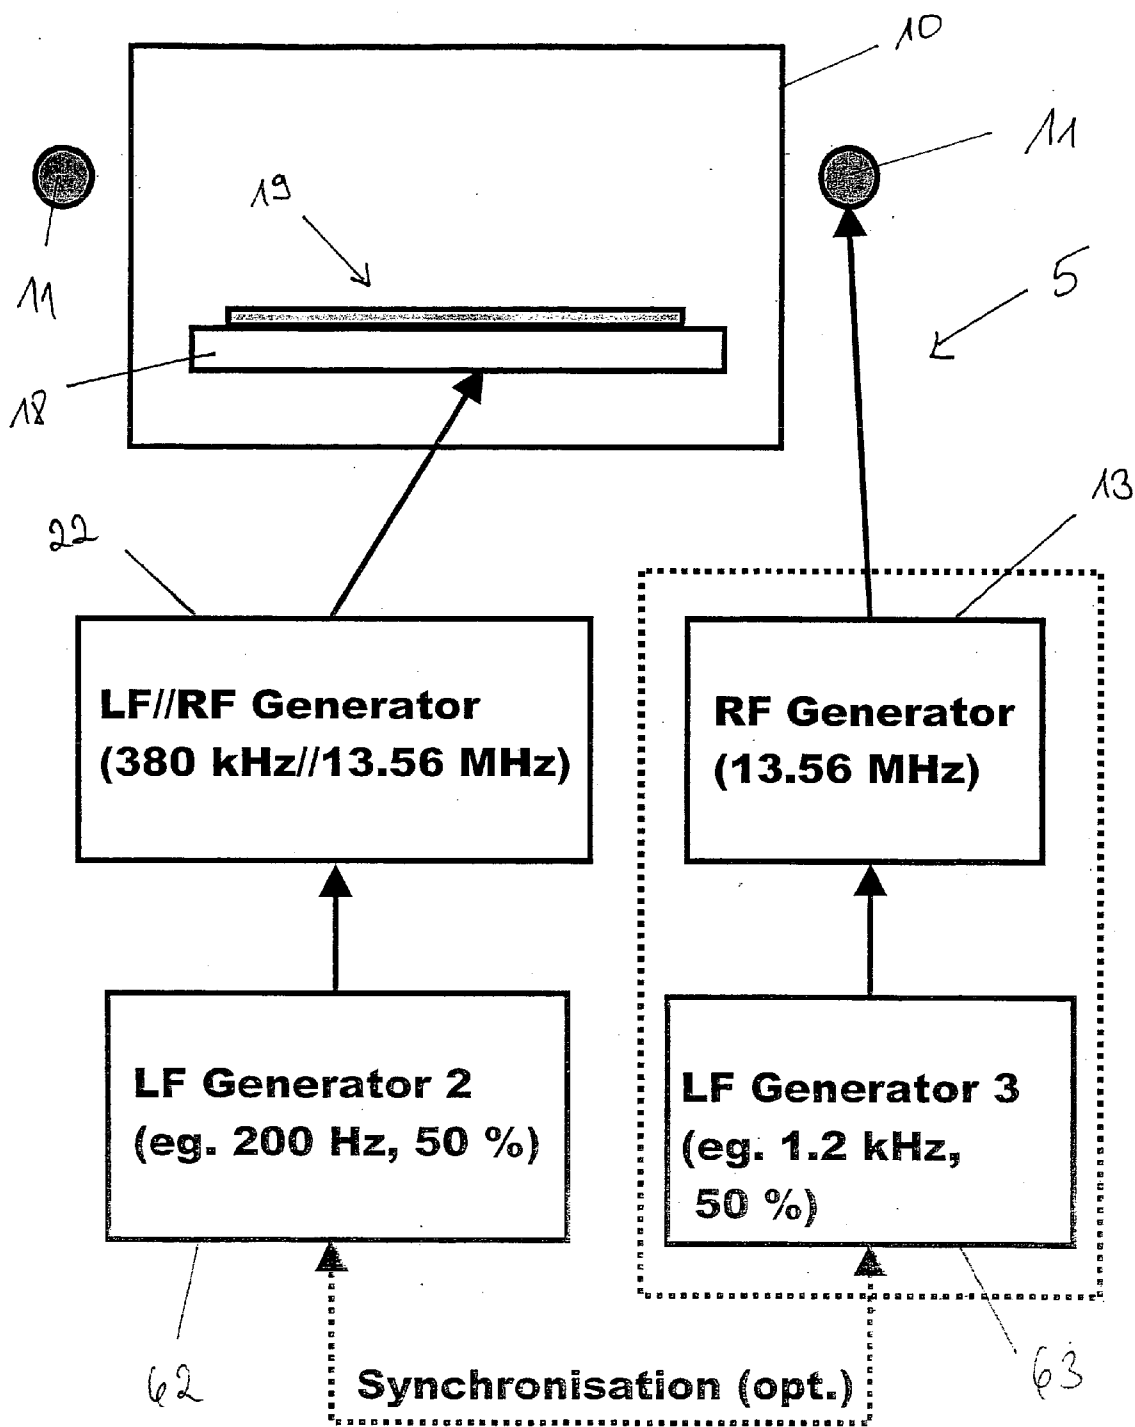 10
11
19
11
5
18
13
22
LF//RF Generator
(380 kHz//13.56 MHz)
RF Generator
(13.56 MHz)
LF Generator 2
(eg. 200 Hz, 50 %)
LF Generator 3
(eg. 1.2 kHz,
50 %)
62
Synchronisation (opt.)
63